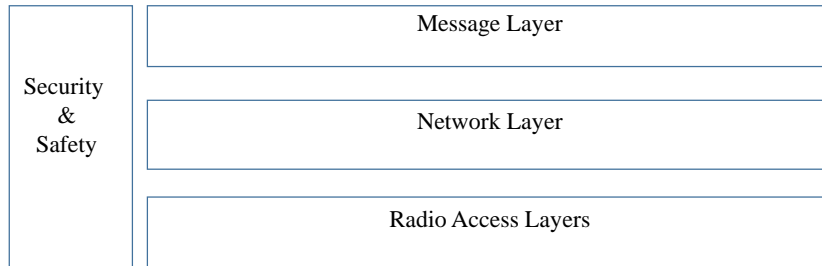 Security
&
Safety
Message Layer
Network Layer
Radio Access Layers